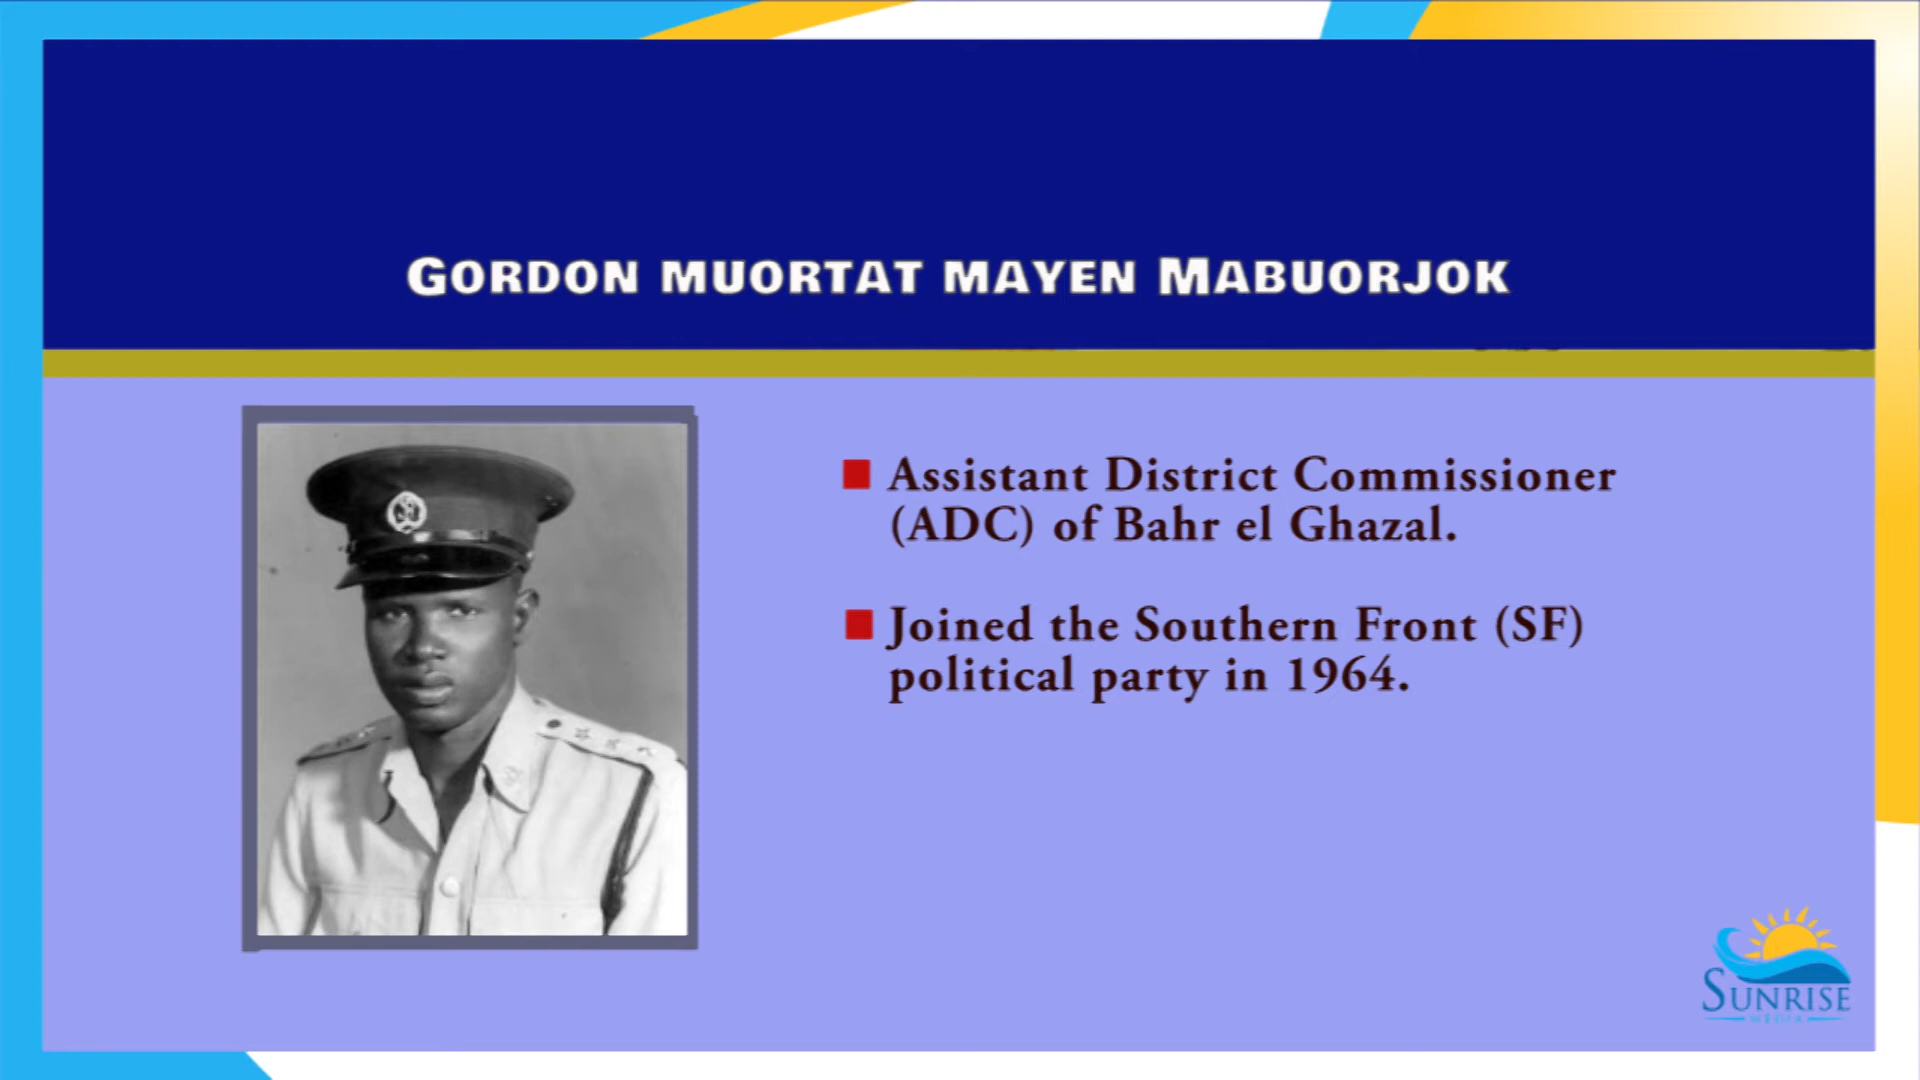 GORDON MUORTAT MAYEN MABUORJOK
Assistant District Commissioner
(ADC) of Bahr el Ghazal.
Joined the Southern Front (SF)
political party in 1964.
SUNRISE
MEDIA